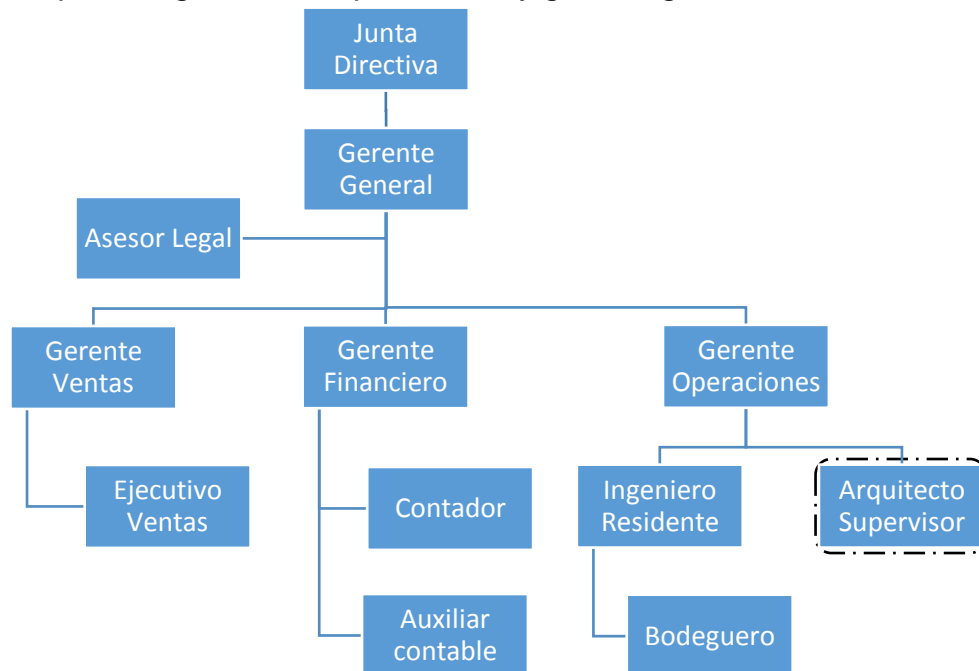 Junta
Directiva
Gerente
General
Asesor Legal
Gerente
Ventas
Gerente
Financiero
Gerente
Operaciones
Ejecutivo
Ventas
Contador
Ingeniero
Residente
Arquitecto
Supervisor
Auxiliar
contable
Bodeguero